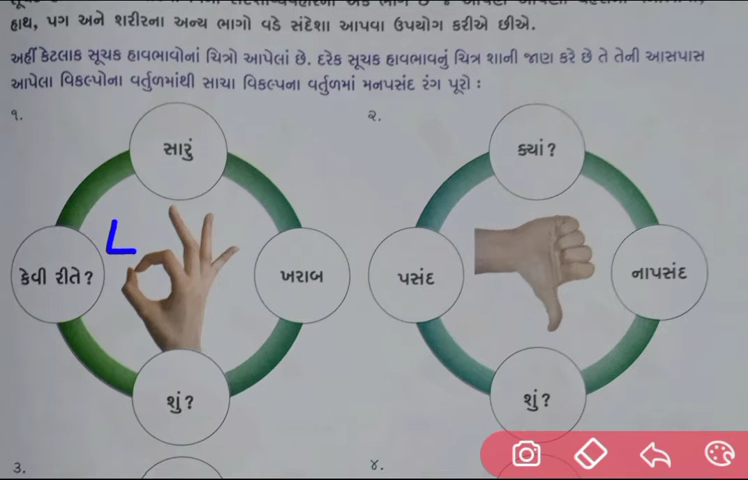 હાથ, પગ અને શરીરના અન્ય ભાગો વડે સંદેશા આપવા ઉપયોગ કરીએ છીએ.
અહીં કેટલાક સૂચક હાવભાવોનાં ચિત્રો આપેલાં છે. દરેક સૂચક હાવભાવનું ચિત્ર શાની જાણ કરે છે તે તેની આસપાસ
આપેલા વિકલ્પોના વર્તુળમાંથી સાચા વિકલ્પના વર્તુળમાં મનપસંદ રંગ પૂરો :
૧.
સારું
કેવી રીતે?
ખરાબ
શું?
૨.
ક્યાં?
પસંદ
નાપસંદ
શું?
૩.
૪.